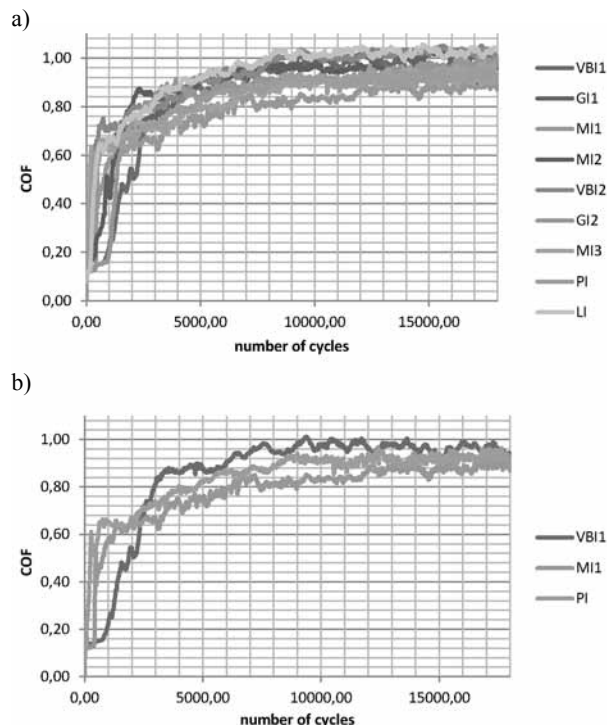 a)
1,00
0,80
0,60
0,40
0,20
0,00
COF
0,00 5000,00 10000,00 15000,00
number of cycles
VBI1
GI1
MI1
MI2
VBI2
GI2
MI3
PI
LI
b)
1,00
0,80
0,60
0,40
0,20
0,00
COF
0,00 5000,00 10000,00 15000,00
number of cycles
VBI1
MI1
PI